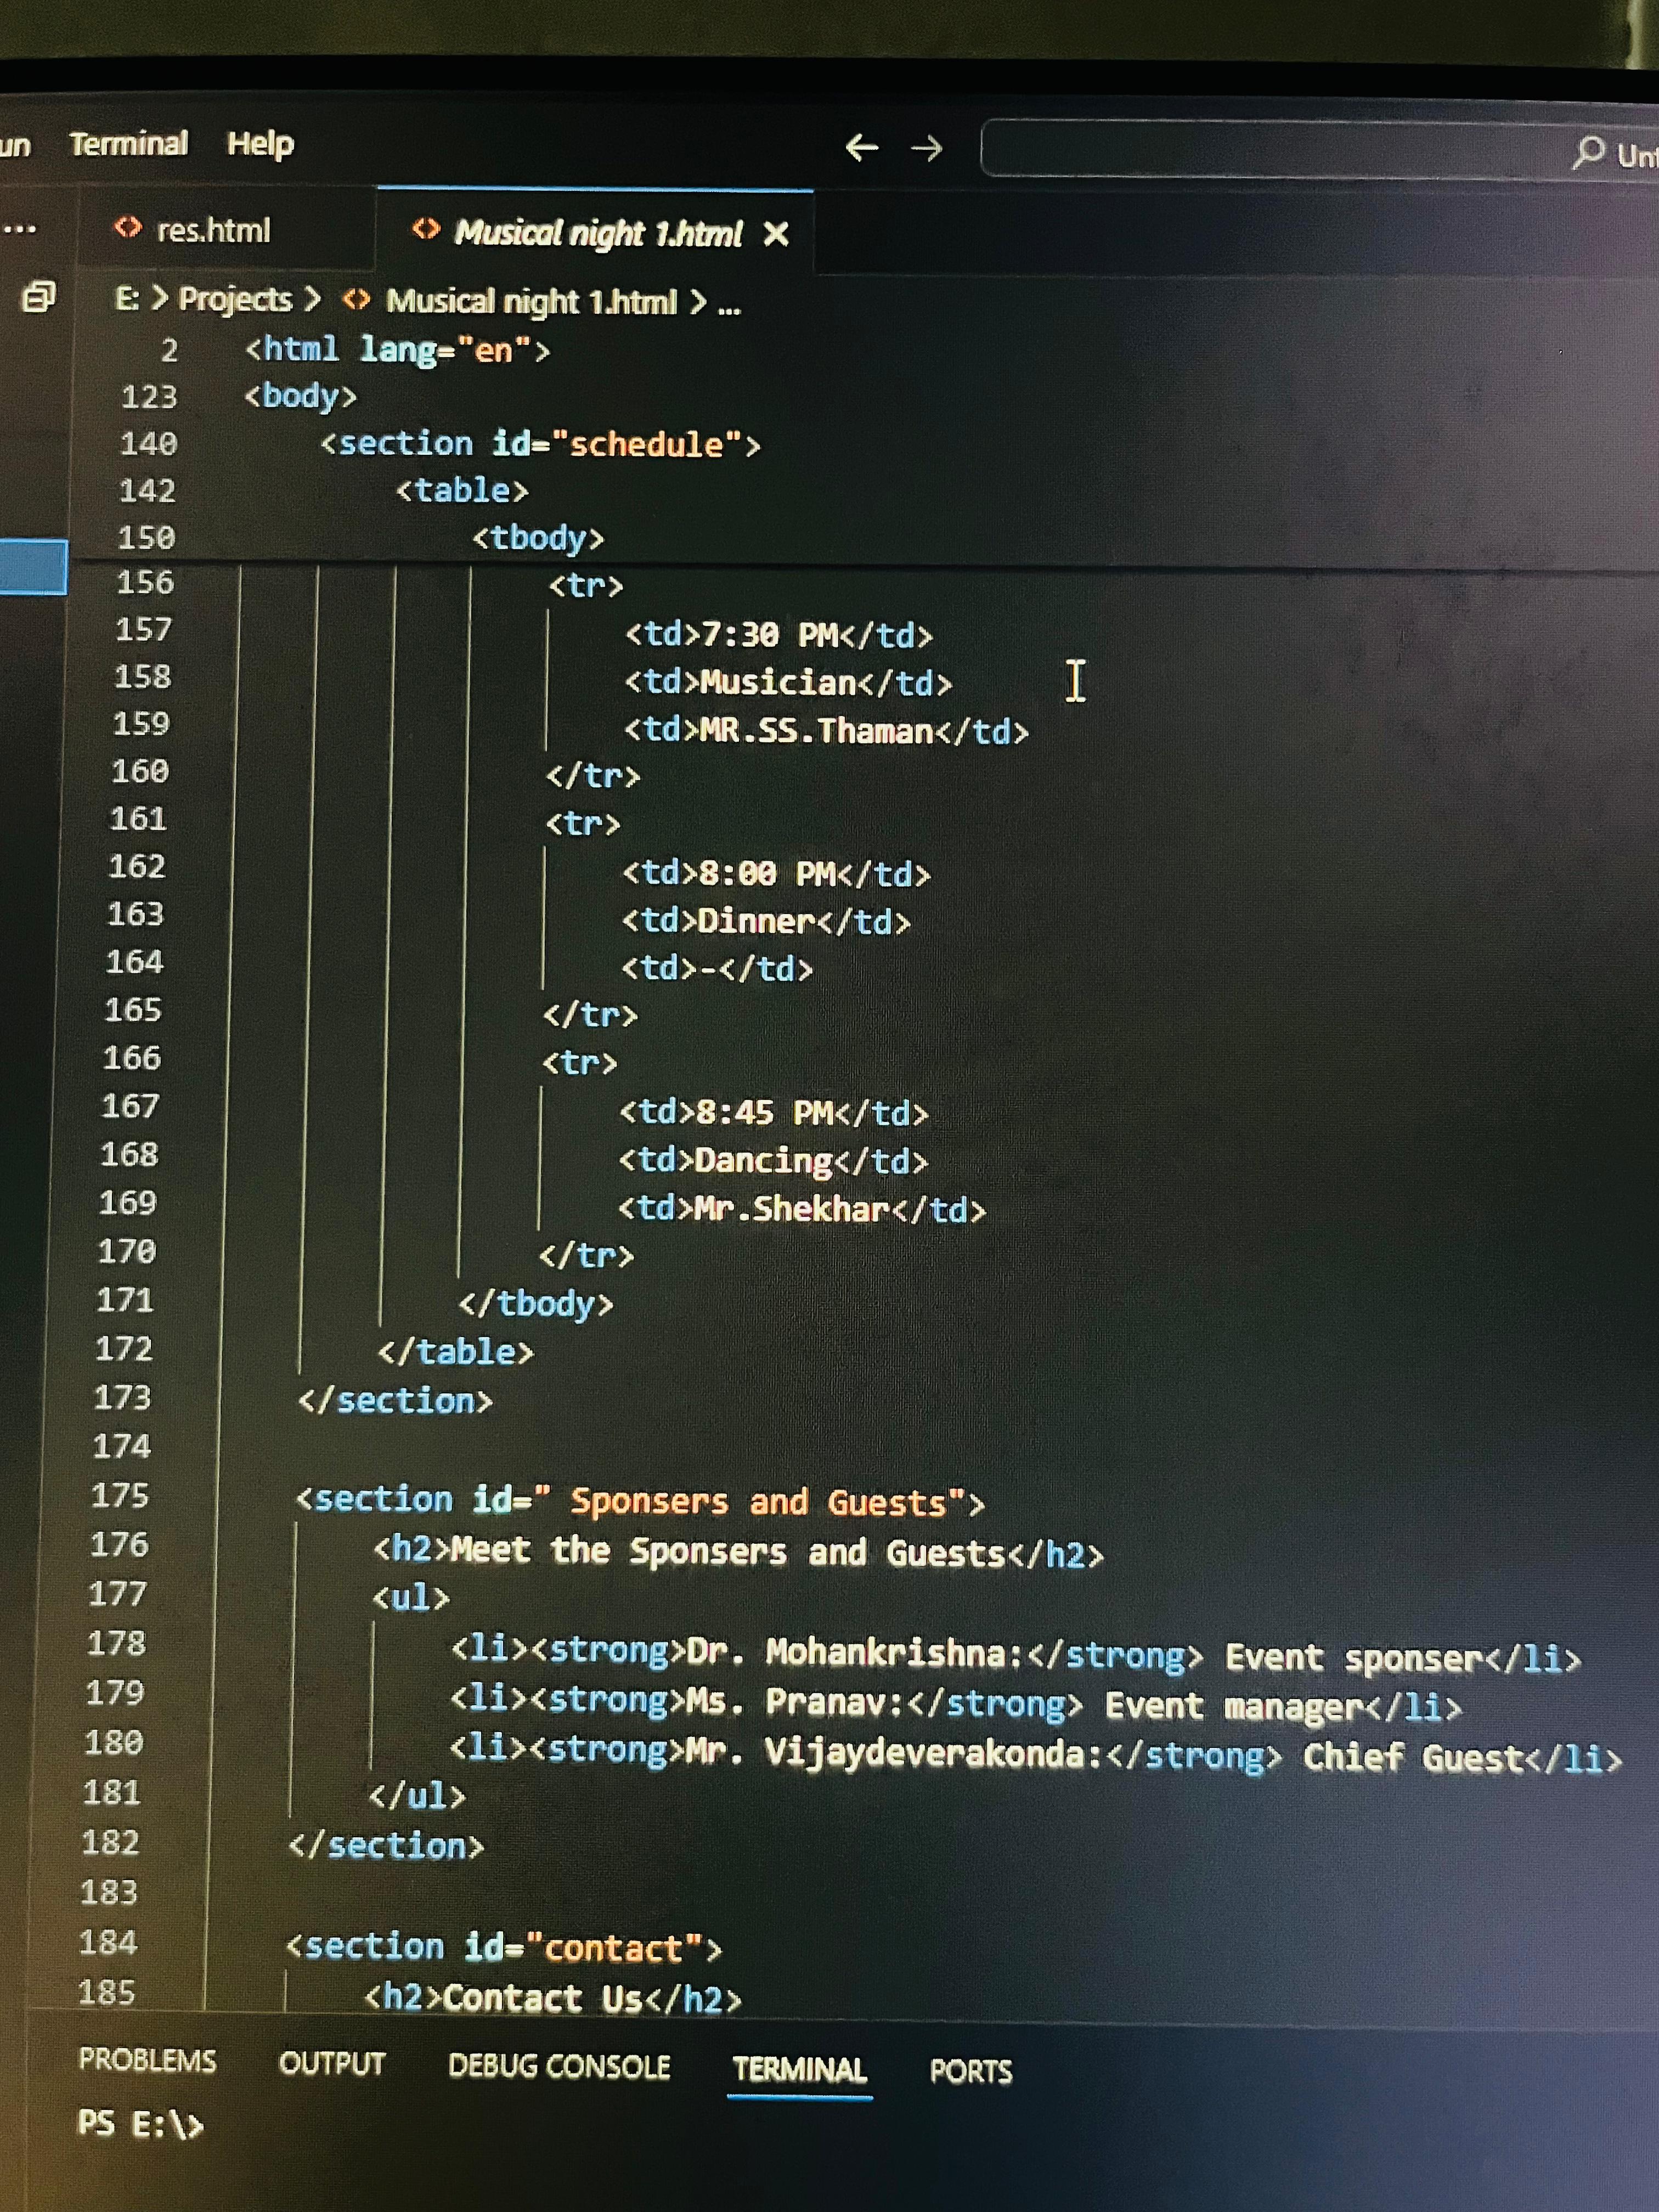 Terminal Help
res.html Musical night 1.html
E: > Projects > <> Musical night 1.html > ...
2 <html lang="en">
123 <body>
140 <section id="schedule">
142 <table>
150 <tbody>
156 <tr>
157 <td>7:30 PM</td>
158 <td>Musician</td>
159 <td>MR.SS.Thaman</td>
160 </tr>
161 <tr>
162 <td>8:00 PM</td>
163 <td>Dinner</td>
164 <td>-</td>
165 </tr>
166 <tr>
167 <td>8:45 PM</td>
168 <td>Dancing</td>
169 <td>Mr.Shekhar</td>
170 </tr>
171 </tbody>
172 </table>
173 </section>
174
175 <section id=" Sponsers and Guests">
176 <h2>Meet the Sponsers and Guests</h2>
177 <ul>
178 <li><strong>Dr. Mohankrishna:</strong> Event sponser</li>
179 <li><strong>Ms. Pranav:</strong> Event manager</li>
180 <li><strong>Mr. Vijaydeverakonda:</strong> Chief Guest</li>
181 </ul>
182 </section>
183
184 <section id="contact">
185 <h2>Contact Us</h2>
PROBLEMS OUTPUT DEBUG CONSOLE TERMINAL PORTS
PS E:\>